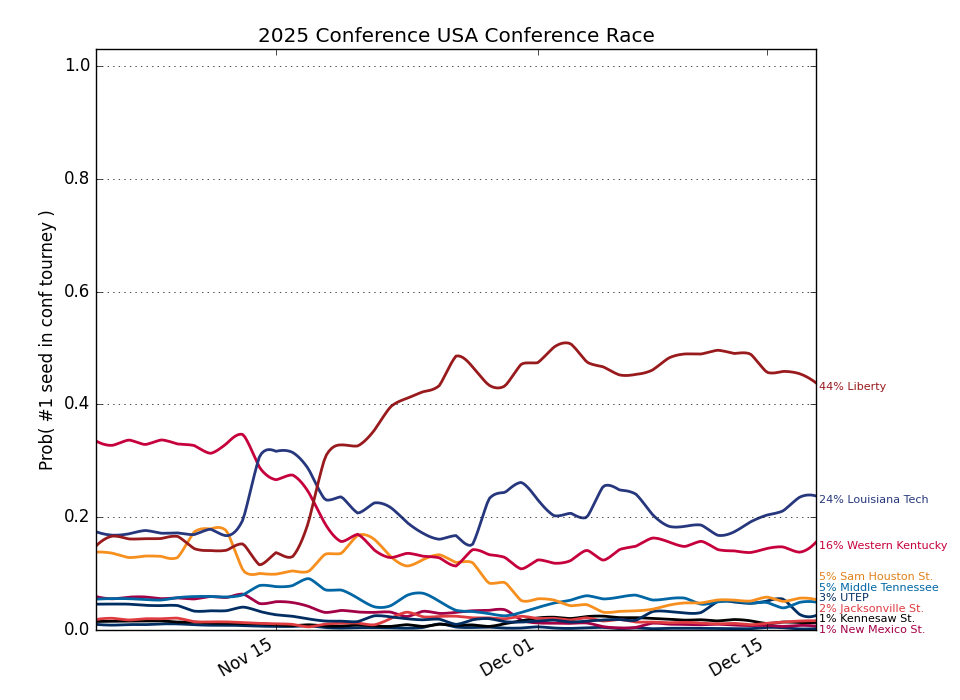 2025 Conference USA Conference Race
Prob( #1 seed in conf tourney )
1.0
0.8
0.6
0.4
0.2
0.0
Nov 15
Dec 01
Dec 15
44% Liberty
24% Louisiana Tech
16% Western Kentucky
5% Sam Houston St.
5% Middle Tennessee
3% UTEP
2% Jacksonville St.
1% Kennesaw St.
1% New Mexico St.